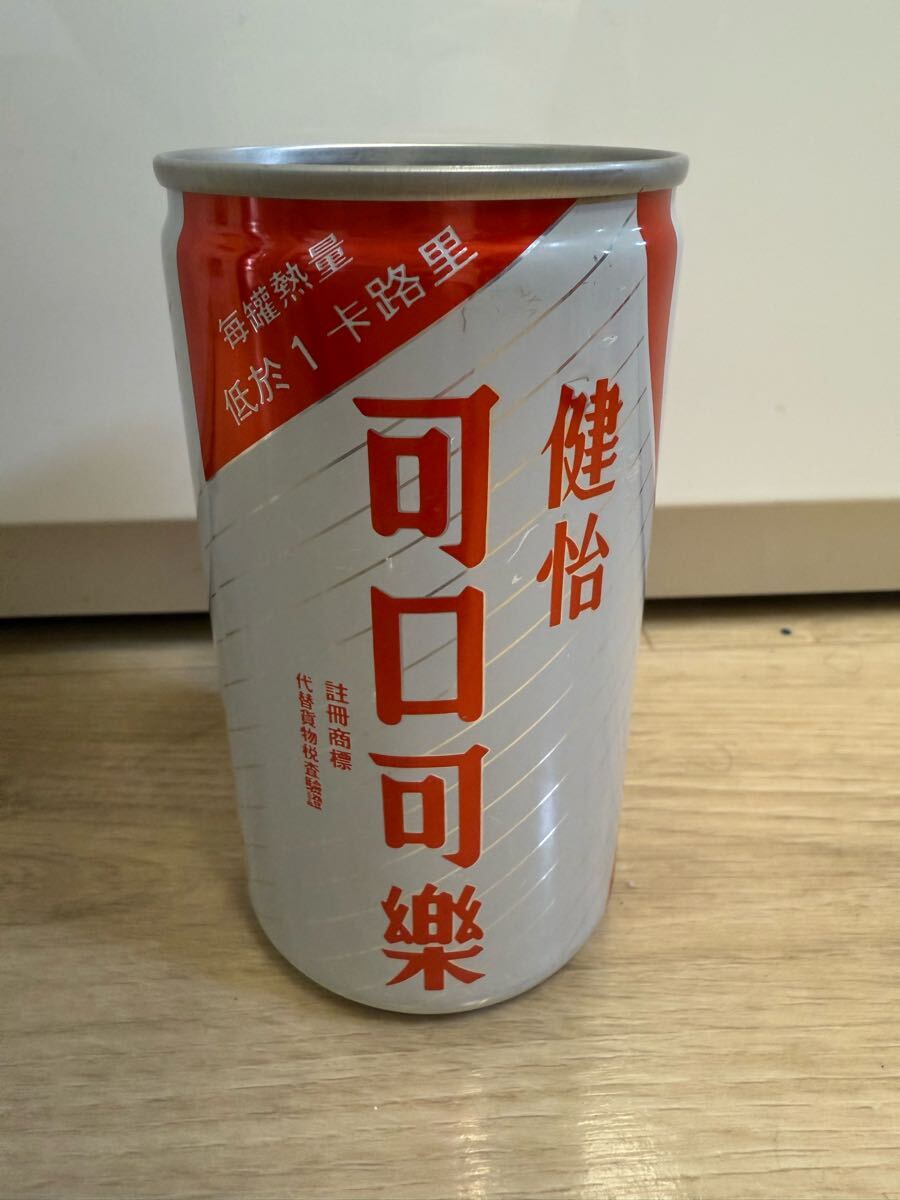 每罐熱量
低於1卡路里
健怡
可口可樂
註冊商標
代替貨物稅查驗證